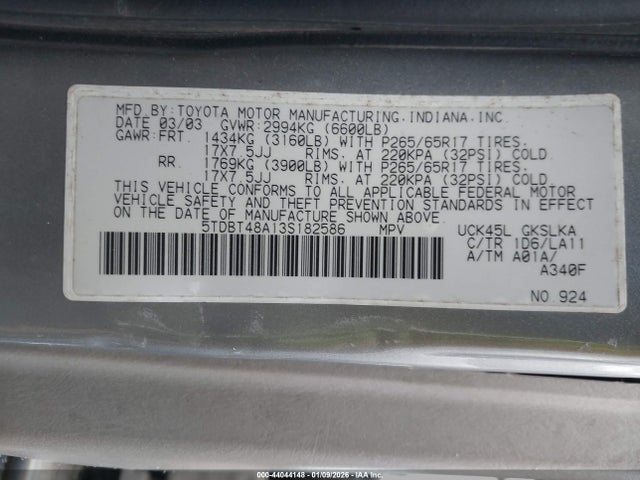 MFD.BY:TOYOTA MOTOR MANUFACTURING,INDIANA,INC.
DATE 03/03 GVWR:2994KG (6600LB)
GAWR:FRT. 1434KG (3160LB) WITH P265/65R17 TIRES.
17X7.5JJ RIMS. AT 220KPA (32PSI) COLD
RR. 1769KG (3900LB) WITH P265/65R17 TIRES.
17X7.5JJ RIMS. AT 220KPA (32PSI) COLD.
THIS VEHICLE CONFORMS TO ALL APPLICABLE FEDERAL MOTOR
VEHICLE SAFETY AND THEFT PREVENTION STANDARDS IN EFFECT
ON THE DATE OF MANUFACTURE SHOWN ABOVE.
5TDBT48A13S182586 MPV UCK45L GKSLKA
C/TR 1D6/LA11
A/TM A01A/
A340F
NO 924
000-44044148 - 01/09/2026 - IAA Inc.